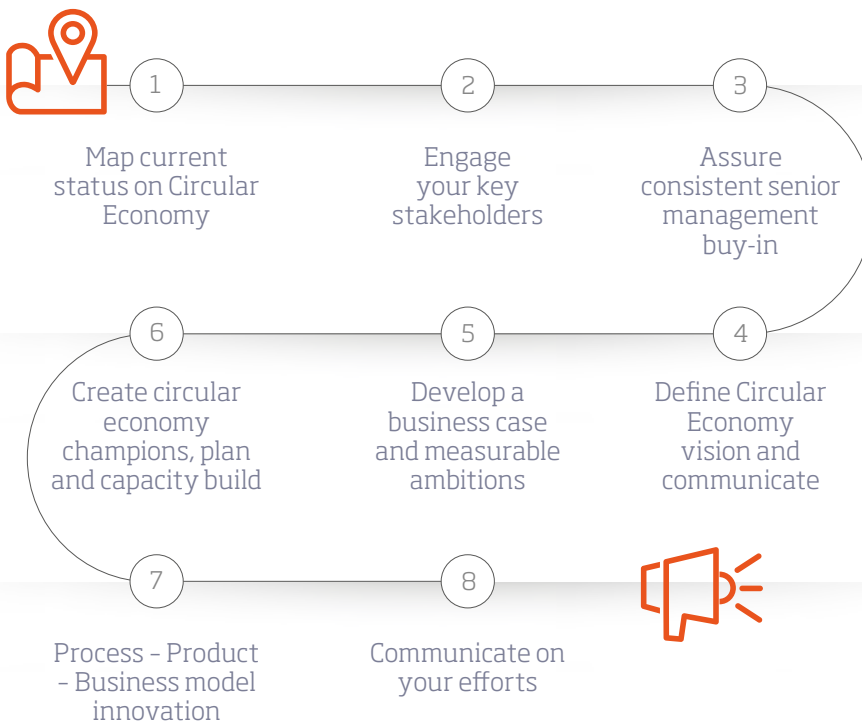 1
Map current
status on Circular
Economy
2
Engage
your key
stakeholders
3
Assure
consistent senior
management
buy-in
4
Define Circular
Economy
vision and
communicate
5
Develop a
business case
and measurable
ambitions
6
Create circular
economy
champions, plan
and capacity build
7
Process – Product
– Business model
innovation
8
Communicate on
your efforts